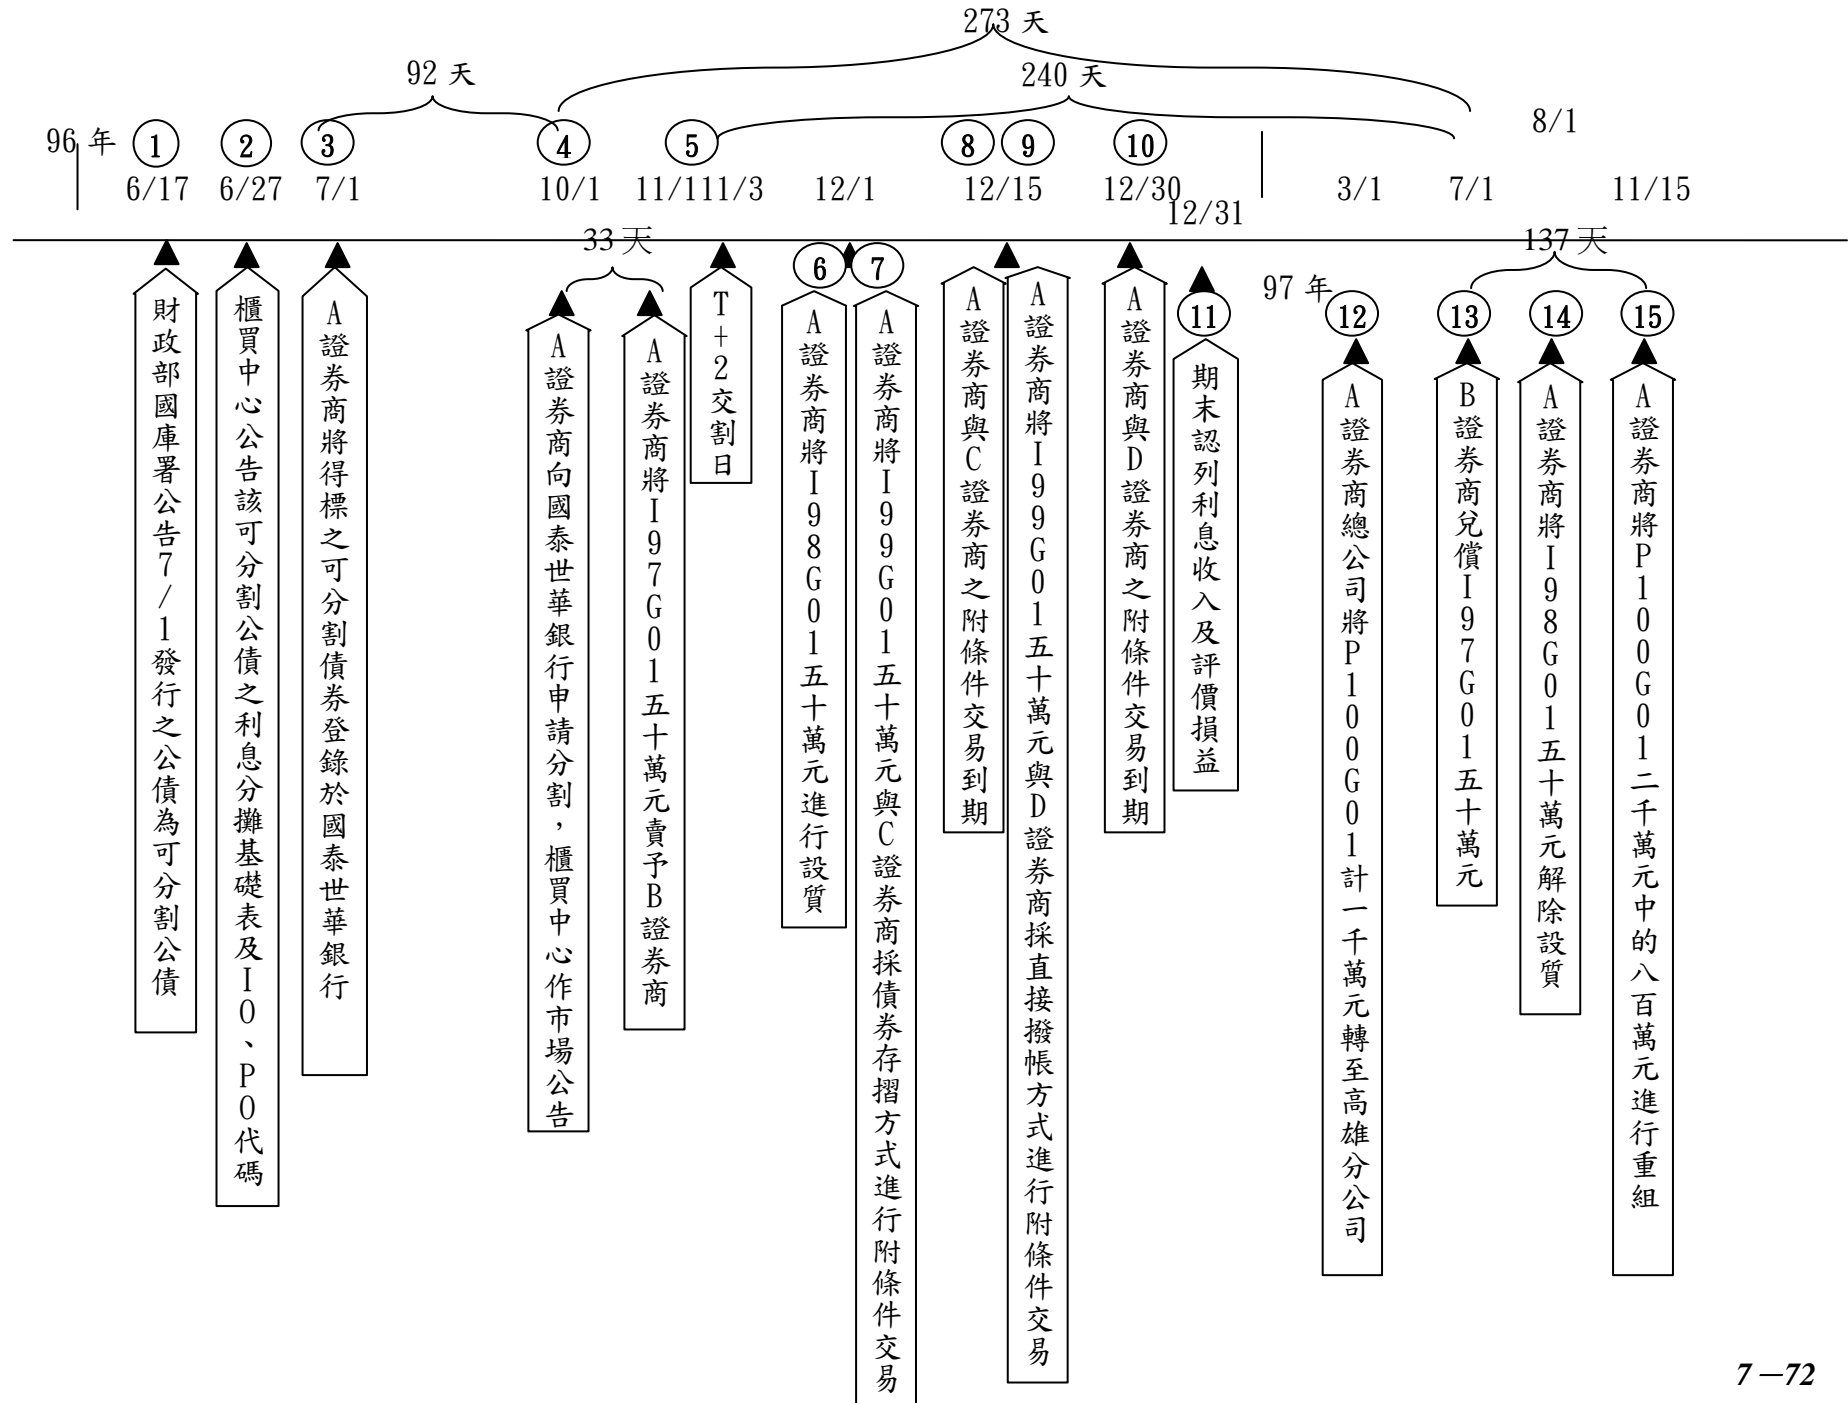 273 天
92 天
240 天
8/1
96 年
①
②
③
④
⑤
⑧
⑨
⑩
6/17
6/27
7/1
10/1
11/1
11/3
12/1
12/15
12/30
12/31
3/1
7/1
11/15
33 天
137 天
⑥
⑦
97 年
⑪
⑫
⑬
⑭
⑮
財政部國庫署公告7/1發行之公債為可分割公債
櫃買中心公告該可分割公債之利息分攤基礎表及IO、PO代碼
A證券商將得標之可分割債券登錄於國泰世華銀行
A證券商向國泰世華銀行申請分割，櫃買中心作市場公告
A證券商將I97G01五十萬元賣予B證券商
T+2交割日
A證券商將I98G01五十萬元進行設質
A證券商將I99G01五十萬元與C證券商採債券存摺方式進行附條件交易
A證券商與C證券商之附條件交易到期
A證券商將I99G01五十萬元與D證券商採直接撥帳方式進行附條件交易
A證券商與D證券商之附條件交易到期
期末認列利息收入及評價損益
A證券商總公司將P100G01計一千萬元轉至高雄分公司
B證券商兌償I97G01五十萬元
A證券商將I98G01五十萬元解除設質
A證券商將P100G01二千萬元中的八百萬元進行重組
7－72